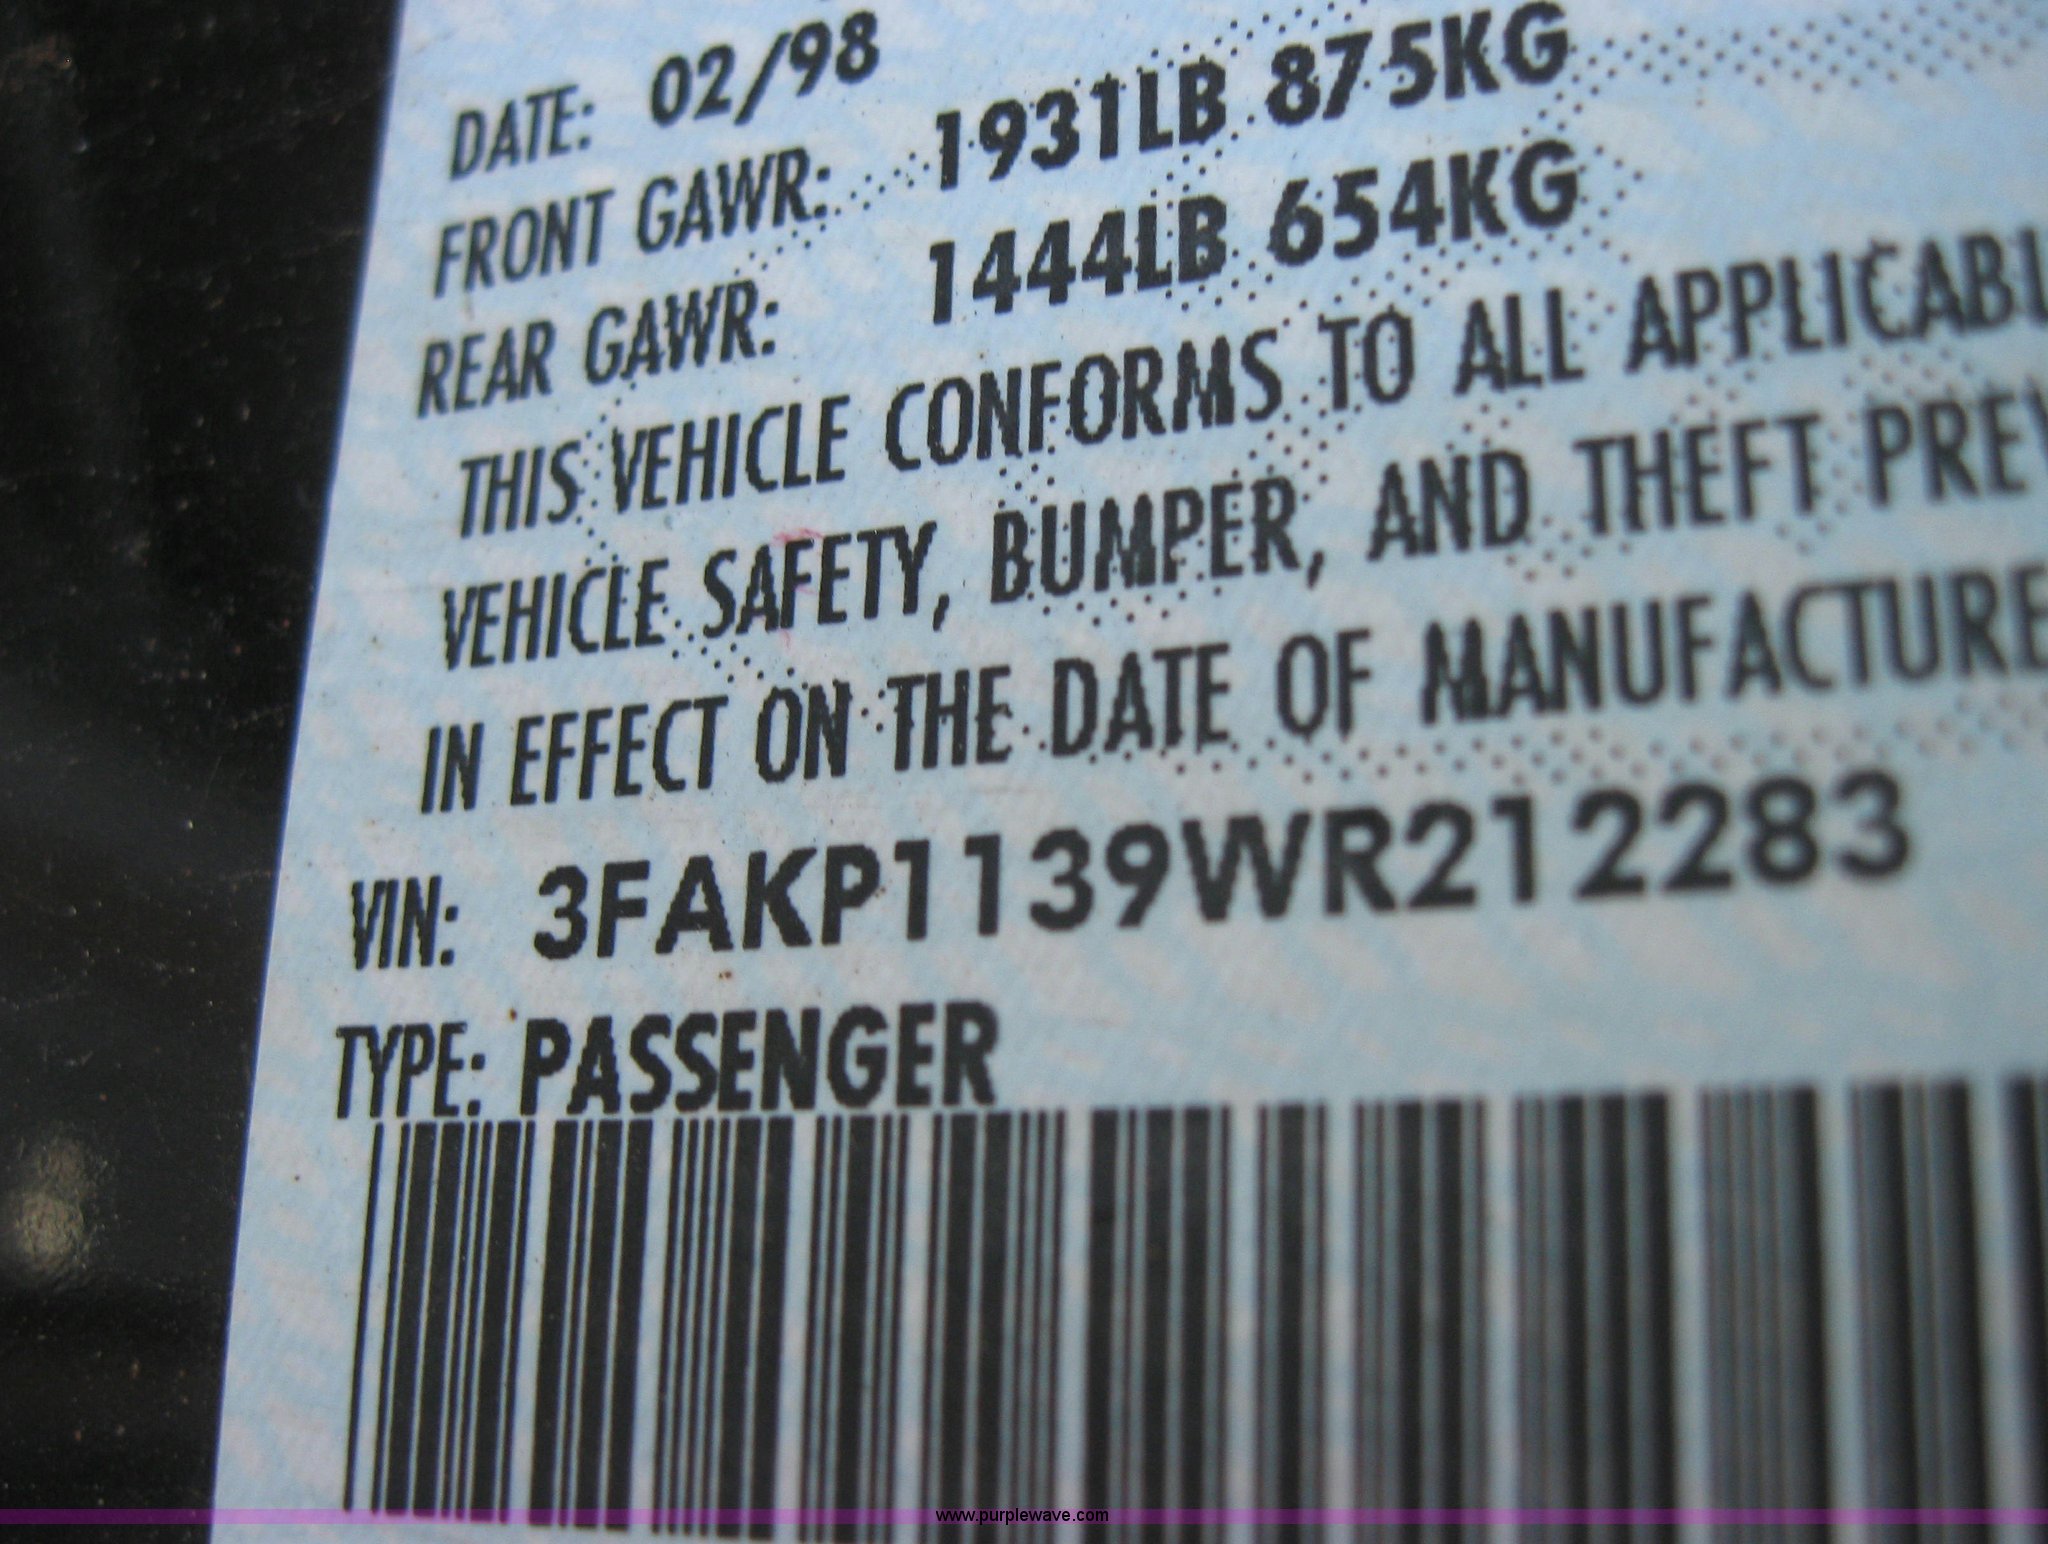 DATE: 02/98
FRONT GAWR: 1931LB 875KG
REAR GAWR: 1444LB 654KG
THIS VEHICLE CONFORMS TO ALL APPLICABL
VEHICLE SAFETY, BUMPER, AND THEFT PREV
IN EFFECT ON THE DATE OF MANUFACTURE
VIN: 3FAKP1139WR212283
TYPE: PASSENGER
www.purplewave.com